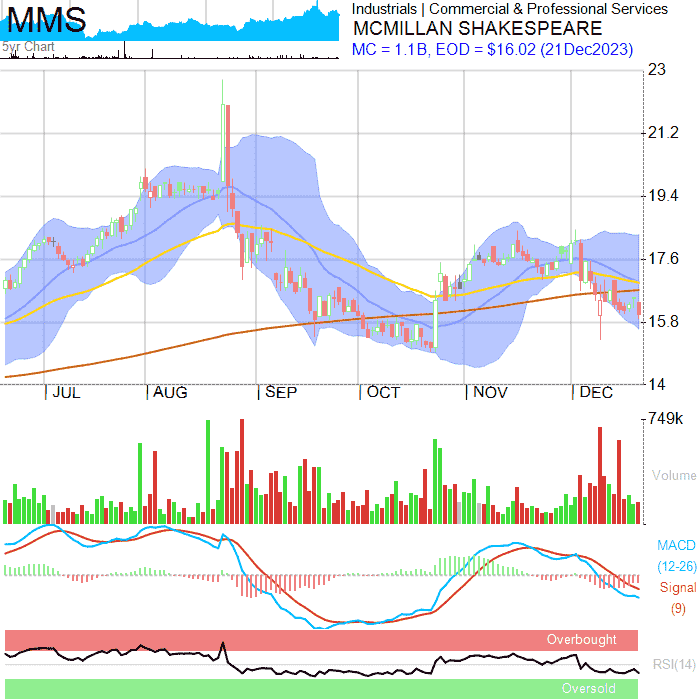 MMS
5yr Chart
Industrials | Commercial & Professional Services
MCMILLAN SHAKESPEARE
MC = 1.1B, EOD = $16.02 (21Dec2023)
23
21.2
19.4
17.6
15.8
14
JUL AUG SEP OCT NOV DEC
749k
Volume
MACD
(12-26)
Signal
(9)
Overbought
RSI(14)
Oversold